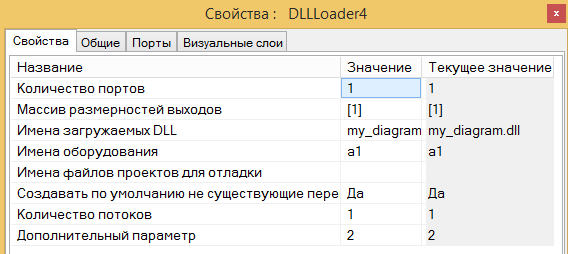 Свойства : DLLLoader4
x
Свойства Общие Порты Визуальные слои
Название Значение Текущее значение
Количество портов 1 1
Массив размерностей выходов [1] [1]
Имена загружаемых DLL my_diagram my_diagram.dll
Имена оборудования a1 a1
Имена файлов проектов для отладки
Создавать по умолчанию не существующие пере Да Да
Количество потоков 1 1
Дополнительный параметр 2 2